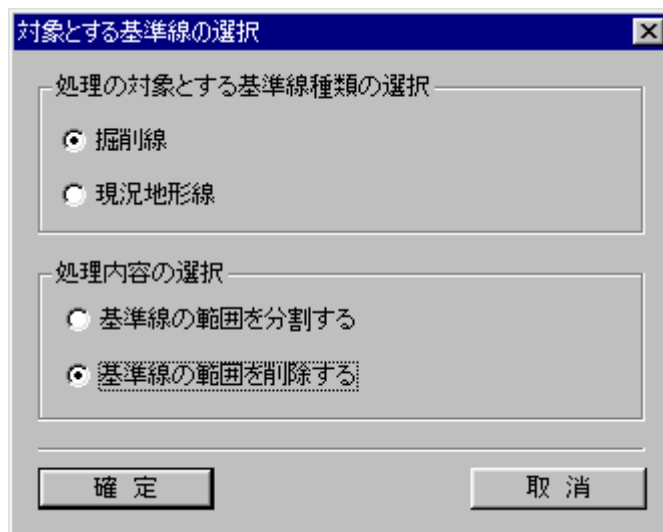 対象とする基準線の選択
処理の対象とする基準線種類の選択
掘削線
現況地形線
処理内容の選択
基準線の範囲を分割する
基準線の範囲を削除する
確 定
取 消